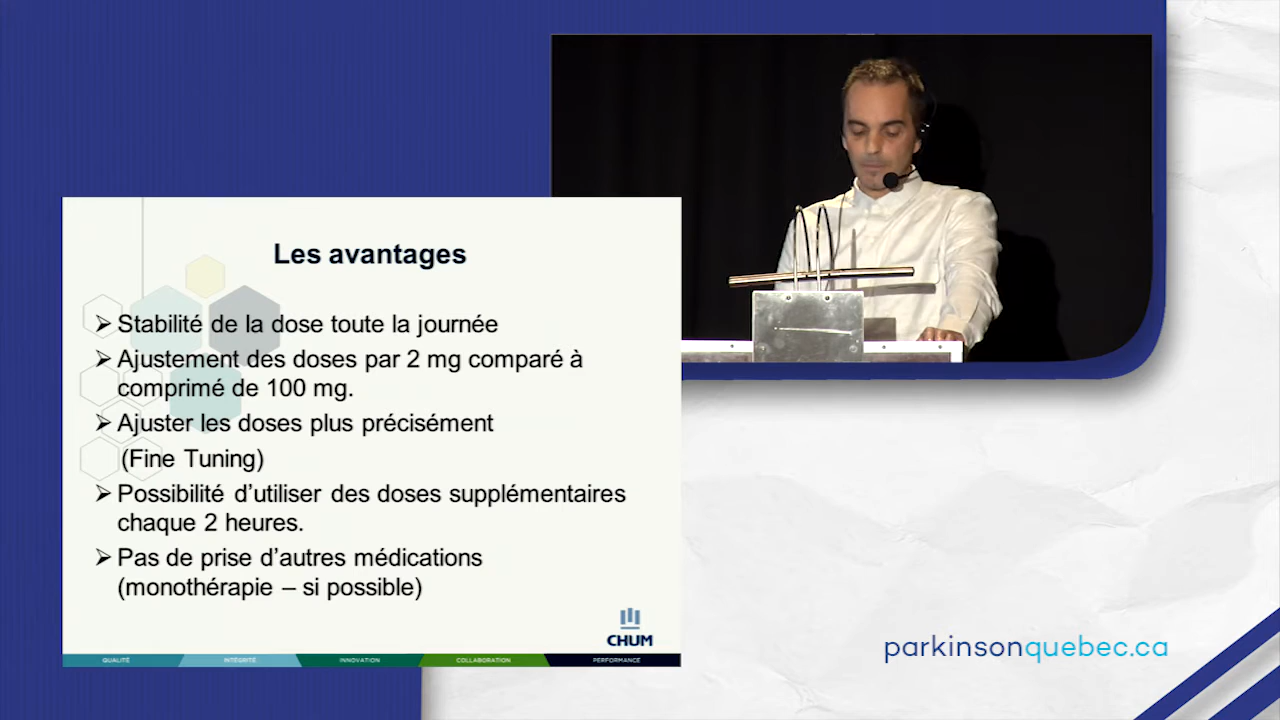 Les avantages
➢ Stabilité de la dose toute la journée
➢ Ajustement des doses par 2 mg comparé à
comprimé de 100 mg.
➢ Ajuster les doses plus précisément
(Fine Tuning)
➢ Possibilité d’utiliser des doses supplémentaires
chaque 2 heures.
➢ Pas de prise d’autres médications
(monothérapie – si possible)
CHUM
QUALITÉ INTÉGRITÉ INNOVATION COLLABORATION PERFORMANCE
parkinsonquebec.ca